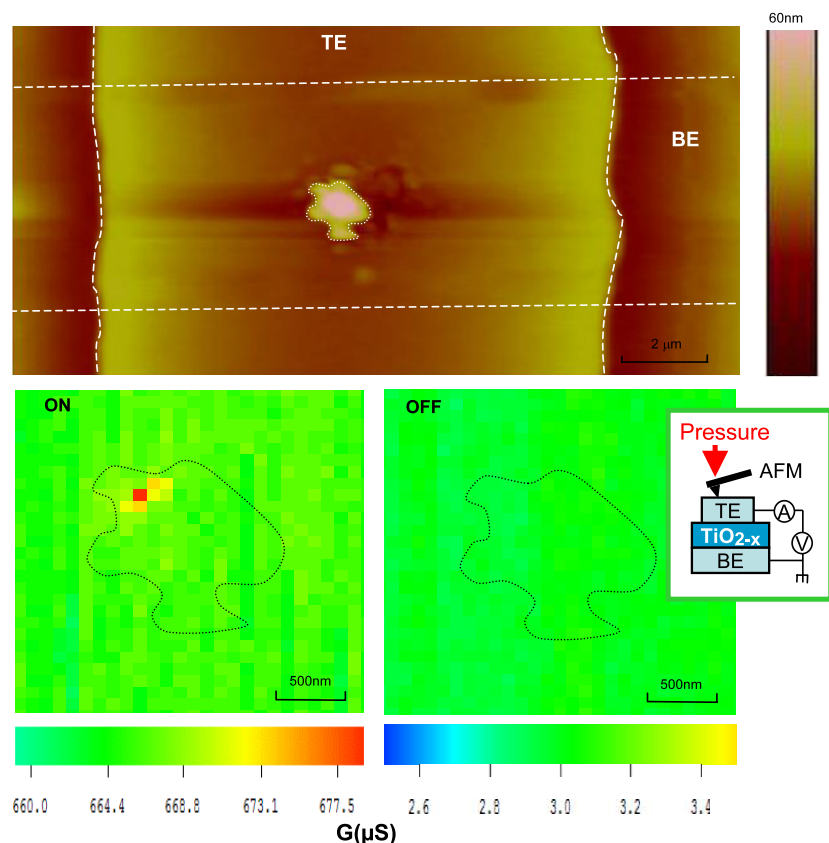 60nm
TE
BE
2 μm
ON
OFF
Pressure
AFM
TE
A
TiO2-x
V
BE
500nm
500nm
660.0 664.4 668.8 673.1 677.5
2.6 2.8 3.0 3.2 3.4
G(μS)